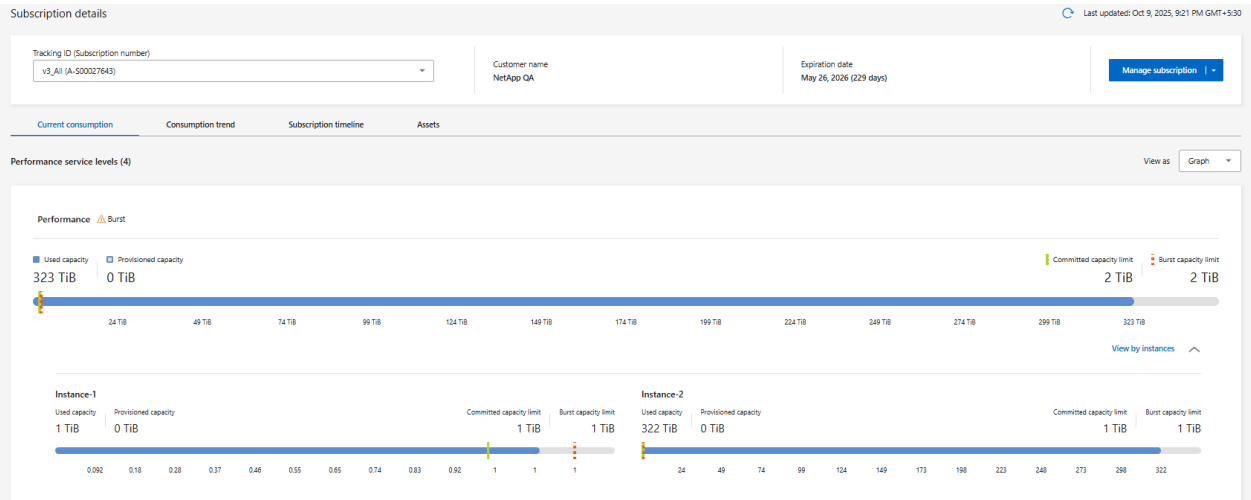 Subscription details
Last updated: Oct 9, 2025, 9:21 PM GMT+5:30
Tracking ID (Subscription number)
v3_All (A-S00027643)
Customer name
NetApp QA
Expiration date
May 26, 2026 (229 days)
Manage subscription
Current consumption Consumption trend Subscription timeline Assets
Performance service levels (4)
View as Graph
Performance Burst
Used capacity Provisioned capacity Committed capacity limit Burst capacity limit
323 TiB 0 TiB 2 TiB 2 TiB
24 TiB 49 TiB 74 TiB 99 TiB 124 TiB 149 TiB 174 TiB 199 TiB 224 TiB 249 TiB 274 TiB 299 TiB 323 TiB
View by instances
Instance-1
Used capacity Provisioned capacity Committed capacity limit Burst capacity limit
1 TiB 0 TiB 1 TiB 1 TiB
0.092 0.18 0.28 0.37 0.46 0.55 0.65 0.74 0.83 0.92 1 1 1
Instance-2
Used capacity Provisioned capacity Committed capacity limit Burst capacity limit
322 TiB 0 TiB 1 TiB 1 TiB
24 49 74 99 124 149 173 198 223 248 273 298 322